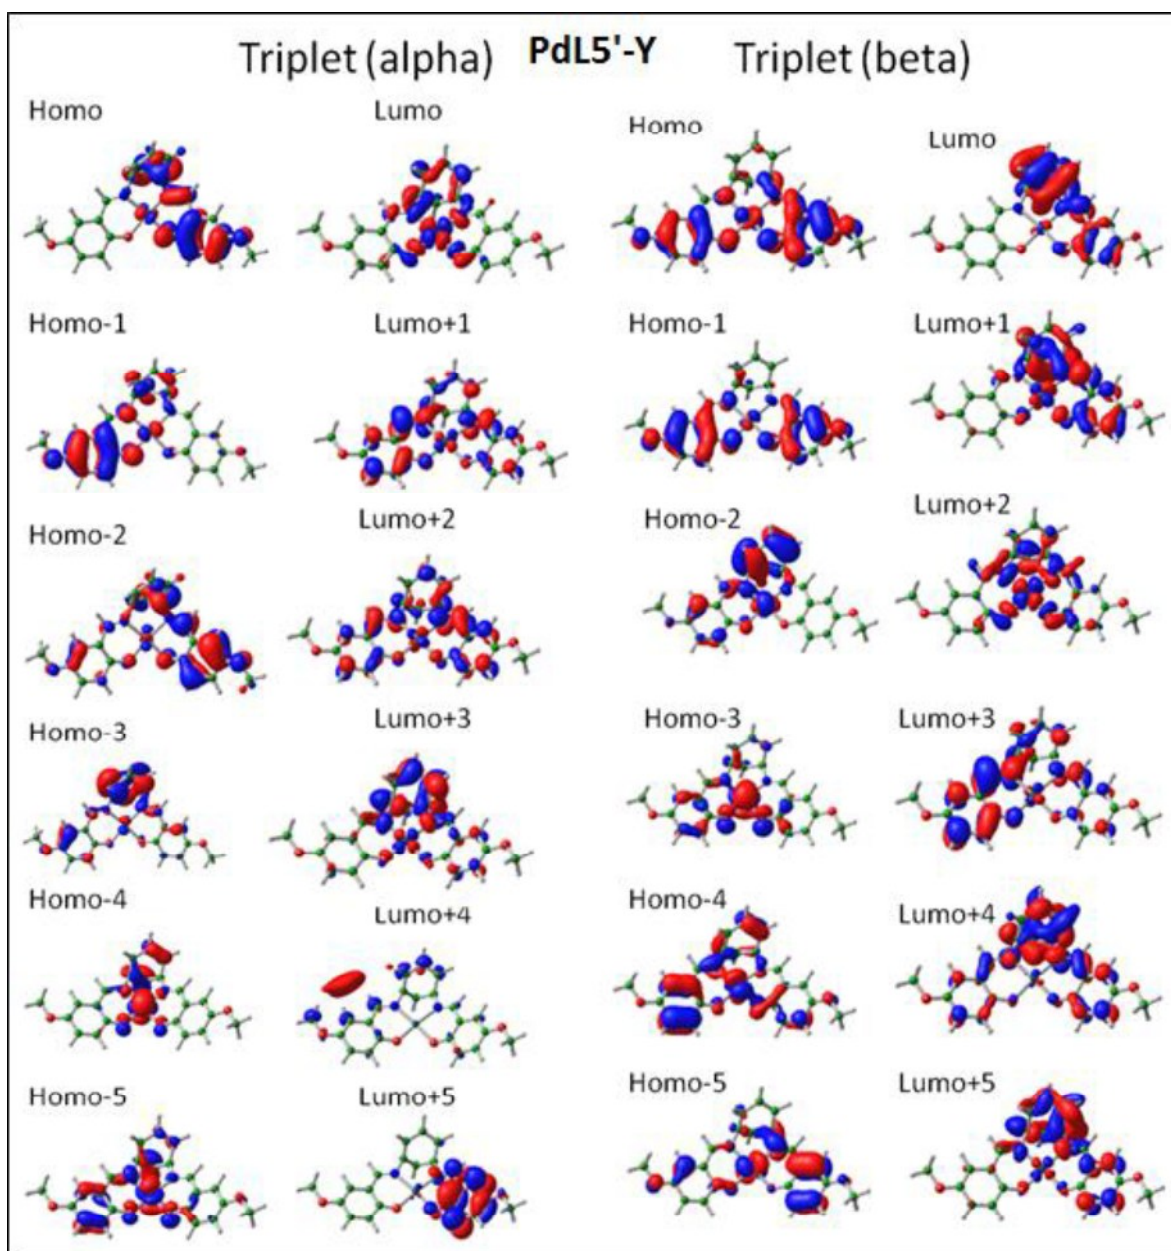 Triplet (alpha) PdL5'-Y Triplet (beta)
Homo Lumo Homo Lumo
Homo-1 Lumo+1 Homo-1 Lumo+1
Homo-2 Lumo+2 Homo-2 Lumo+2
Homo-3 Lumo+3 Homo-3 Lumo+3
Homo-4 Lumo+4 Homo-4 Lumo+4
Homo-5 Lumo+5 Homo-5 Lumo+5